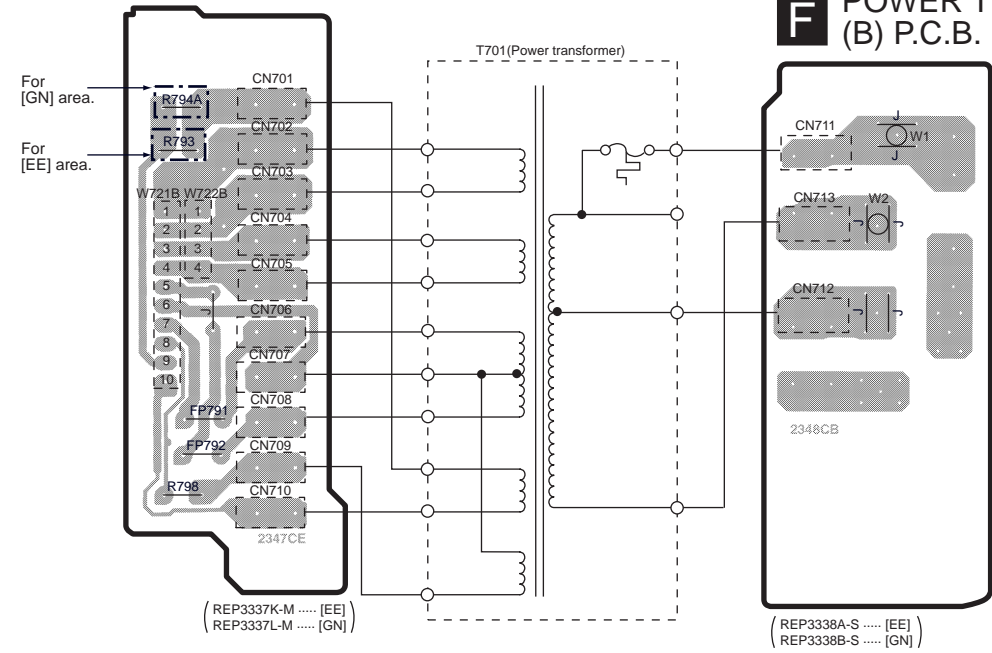 F
POWER T
(B) P.C.B.
T701(Power transformer)
For
[GN] area.
R794A
CN701
For
[EE] area.
R793
CN702
CN703
W721B W722B
1 1
2 2
3 3
4 4
5
6
7
8
9
10
J
CN704
CN705
CN706
CN707
CN708
FP791
FP792
CN709
R798
CN710
2347CE
REP3337K-M ····· [EE]
REP3337L-M ····· [GN]
CN711
J
W1
J
CN713
W2
J
J
CN712
J
J
2348CB
REP3338A-S ····· [EE]
REP3338B-S ····· [GN]